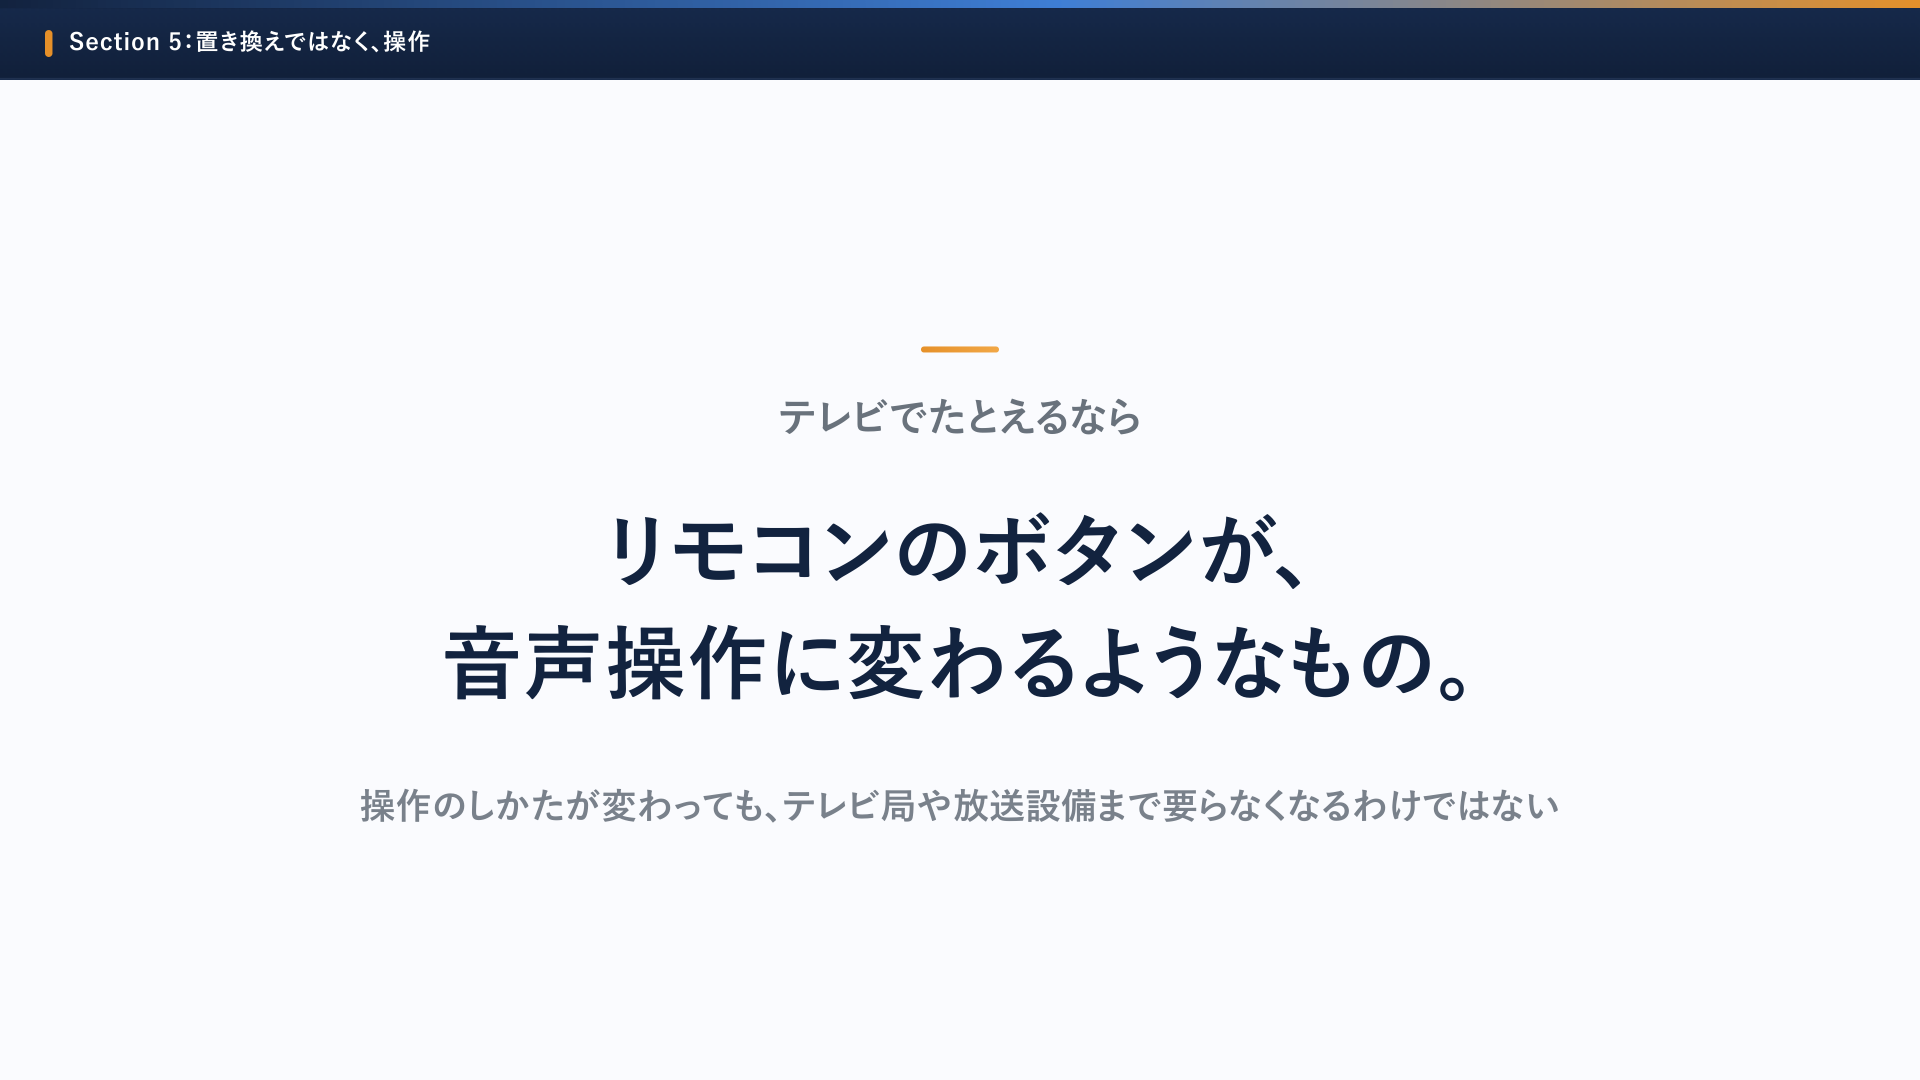 Section 5：置き換えではなく、操作
テレビでたとえるなら
リモコンのボタンが、
音声操作に変わるようなもの。
操作のしかたが変わっても、テレビ局や放送設備まで要らなくなるわけではない